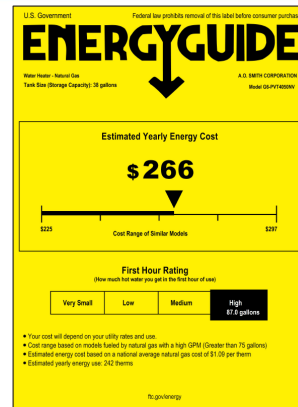 U.S. Government
Federal law prohibits removal of this label before consumer purchas
ENERGYGUIDE
Water Heater - Natural Gas
Tank Size (Storage Capacity): 38 gallons
A.O. SMITH CORPORATION
Model G6-PVT4050NV
Estimated Yearly Energy Cost
$266
$225
Cost Range of Similar Models
$297
First Hour Rating
(How much hot water you get in the first hour of use)
Very Small
Low
Medium
High
87.0 gallons
• Your cost will depend on your utility rates and use.
• Cost range based on models fueled by natural gas with a high GPM (Greater than 75 gallons)
• Estimated energy cost based on a national average natural gas cost of $1.09 per therm
• Estimated yearly energy use: 242 therms
ftc.gov/energy